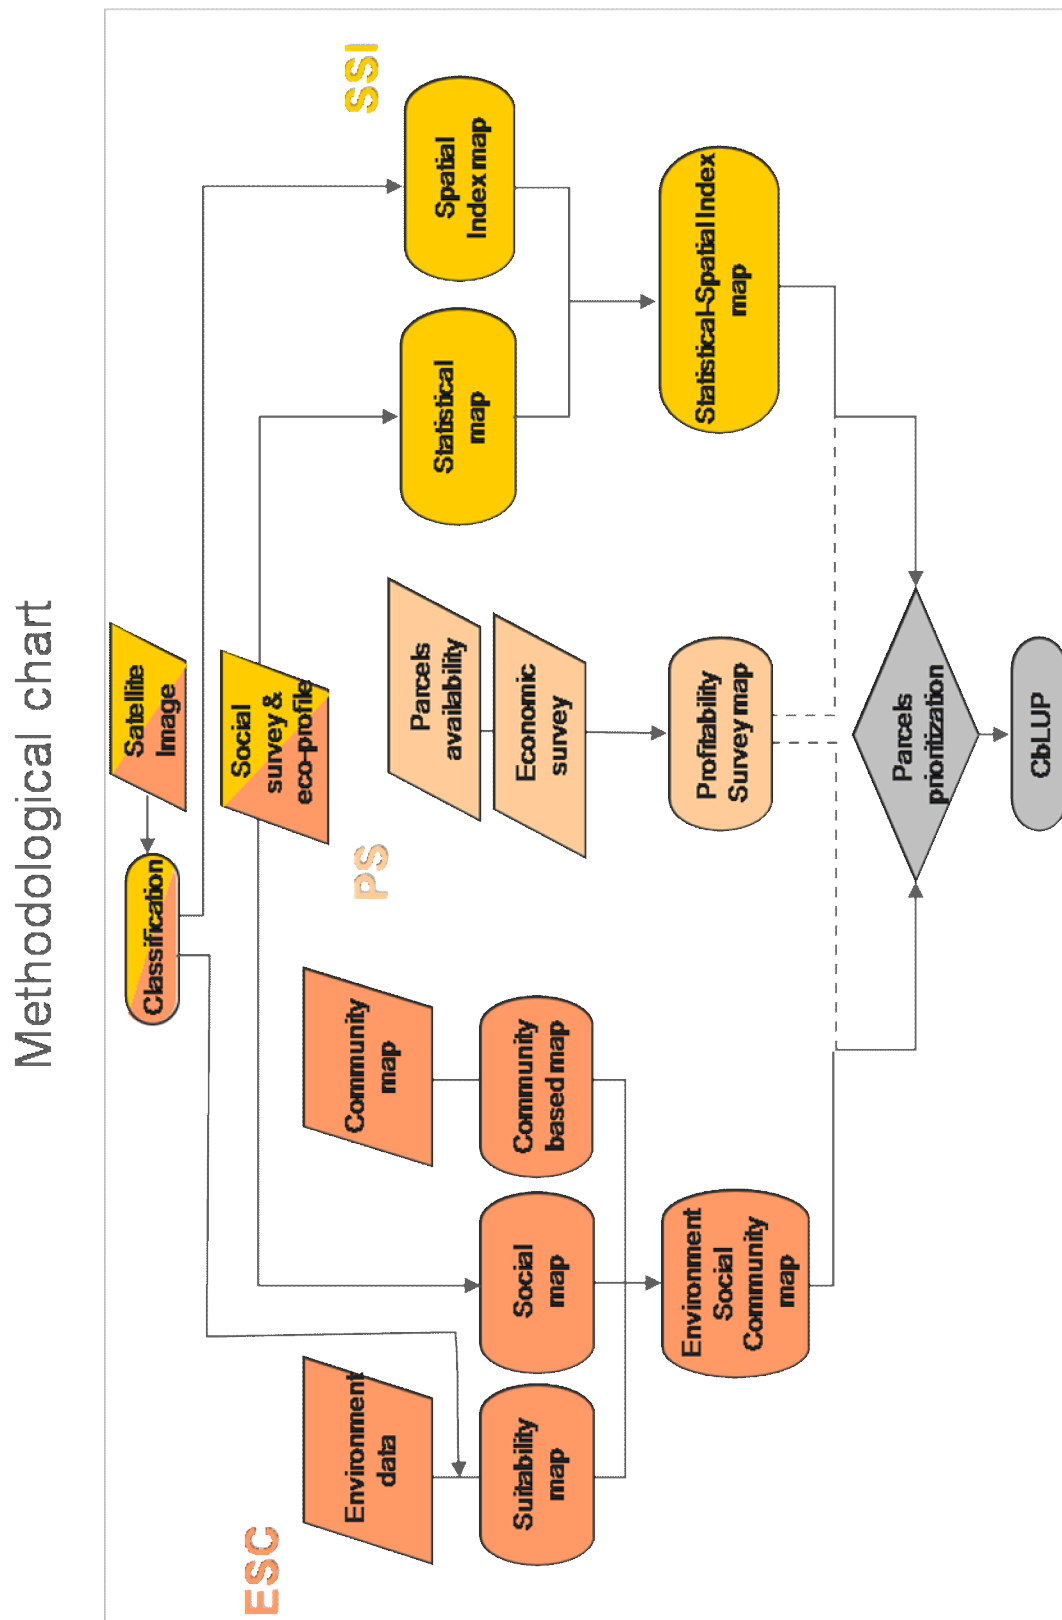 Methodological chart
Satellite
Image
Classification
Social
survey &
eco-profile
ESC
Environment
data
Community
map
PS
Parcels
availability
Economic
survey
SSI
Statistical
map
Spatial
Index map
Suitability
map
Social
map
Community
based map
Environment
Social
Community
map
Profitability
Survey map
Statistical-Spatial Index
map
Parcels
prioritization
CbLUP